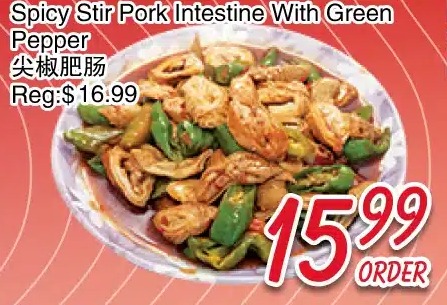 Spicy Stir Pork Intestine With Green
Pepper
尖椒肥肠
Reg:$16.99
15.99
ORDER